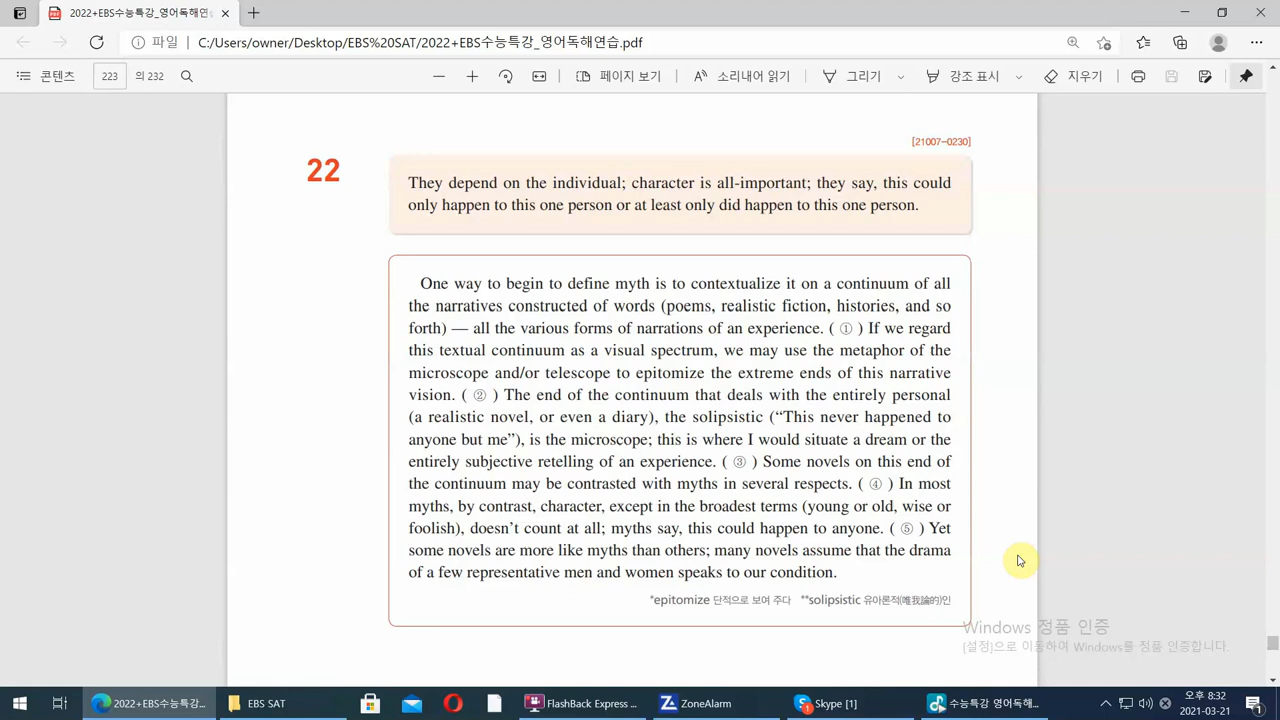 2022+EBS수능특강_영어독해연습
파일 C:/Users/owner/Desktop/EBS%20SAT/2022+EBS수능특강_영어독해연습.pdf
콘텐츠 223 의 232 페이지 보기 소리내어 읽기 그리기 강조 표시 지우기
[21007-0230]
22
They depend on the individual; character is all-important; they say, this could
only happen to this one person or at least only did happen to this one person.
One way to begin to define myth is to contextualize it on a continuum of all
the narratives constructed of words (poems, realistic fiction, histories, and so
forth) — all the various forms of narrations of an experience. ( ① ) If we regard
this textual continuum as a visual spectrum, we may use the metaphor of the
microscope and/or telescope to epitomize the extreme ends of this narrative
vision. ( ② ) The end of the continuum that deals with the entirely personal
(a realistic novel, or even a diary), the solipsistic (“This never happened to
anyone but me”), is the microscope; this is where I would situate a dream or the
entirely subjective retelling of an experience. ( ③ ) Some novels on this end of
the continuum may be contrasted with myths in several respects. ( ④ ) In most
myths, by contrast, character, except in the broadest terms (young or old, wise or
foolish), doesn’t count at all; myths say, this could happen to anyone. ( ⑤ ) Yet
some novels are more like myths than others; many novels assume that the drama
of a few representative men and women speaks to our condition.
*epitomize 단적으로 보여 주다 **solipsistic 유아론적(唯我論的)인
Windows 정품 인증
[설정]으로 이동하여 Windows를 정품 인증합니다.
2022+EBS수능특강_... EBS SAT FlashBack Express ... ZoneAlarm Skype [1] 수능특강 영어독해... 오후 8:32
2021-03-21